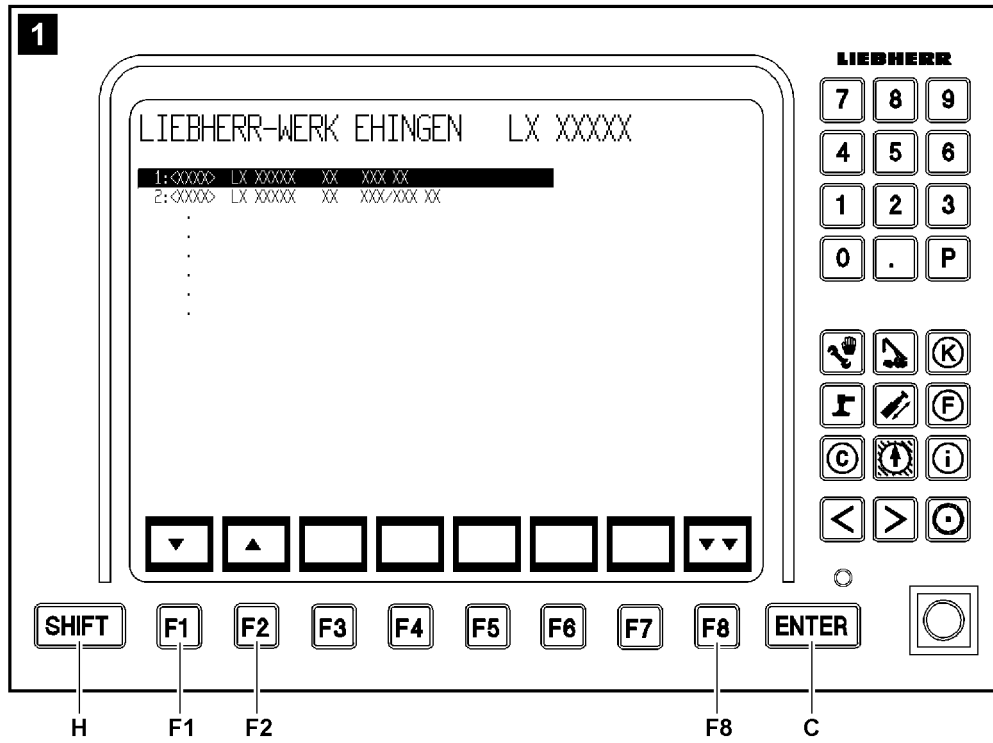 1
LIEBHERR
LIEBHERR-WERK EHINGEN LX XXXXX
1:<XXXX> LX XXXXX XX XXX XX
2:<XXXX> LX XXXXX XX XXX/XXX XX
.
.
.
.
.
.
7 8 9
4 5 6
1 2 3
0 . P
K
F
C i
< >
SHIFT F1 F2 F3 F4 F5 F6 F7 F8 ENTER
H F1 F2 F8 C